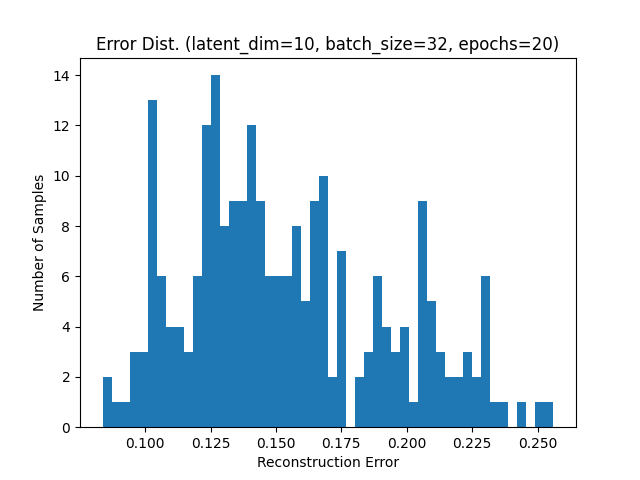 Error Dist. (latent_dim=10, batch_size=32, epochs=20)
14
12
10
8
6
4
2
0
Number of Samples
0.100 0.125 0.150 0.175 0.200 0.225 0.250
Reconstruction Error